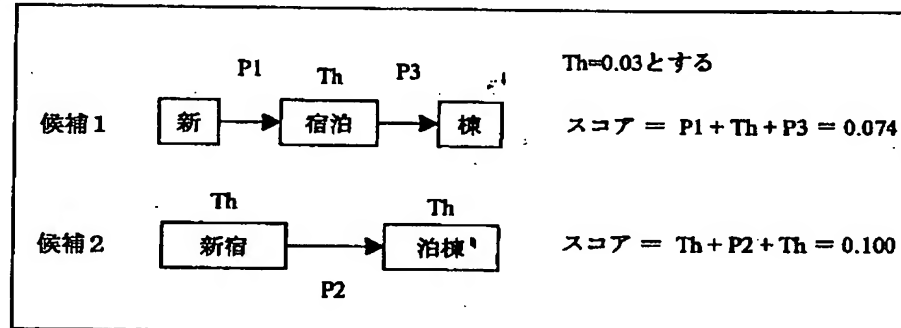 Th=0.03とする
P1 Th P3
候補1 新 宿泊 棟 スコア = P1+Th+P3 = 0.074
Th Th
候補2 新宿 泊棟 スコア = Th+P2+Th = 0.100
P2